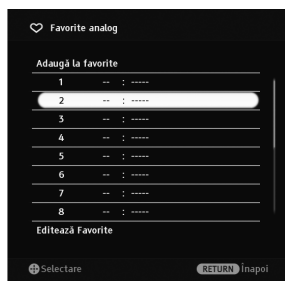 Favorite analog
Adaugă la favorite
1 -- : -----
2 -- : -----
3 -- : -----
4 -- : -----
5 -- : -----
6 -- : -----
7 -- : -----
8 -- : -----
Editează Favorite
Selectare RETURN Înapoi